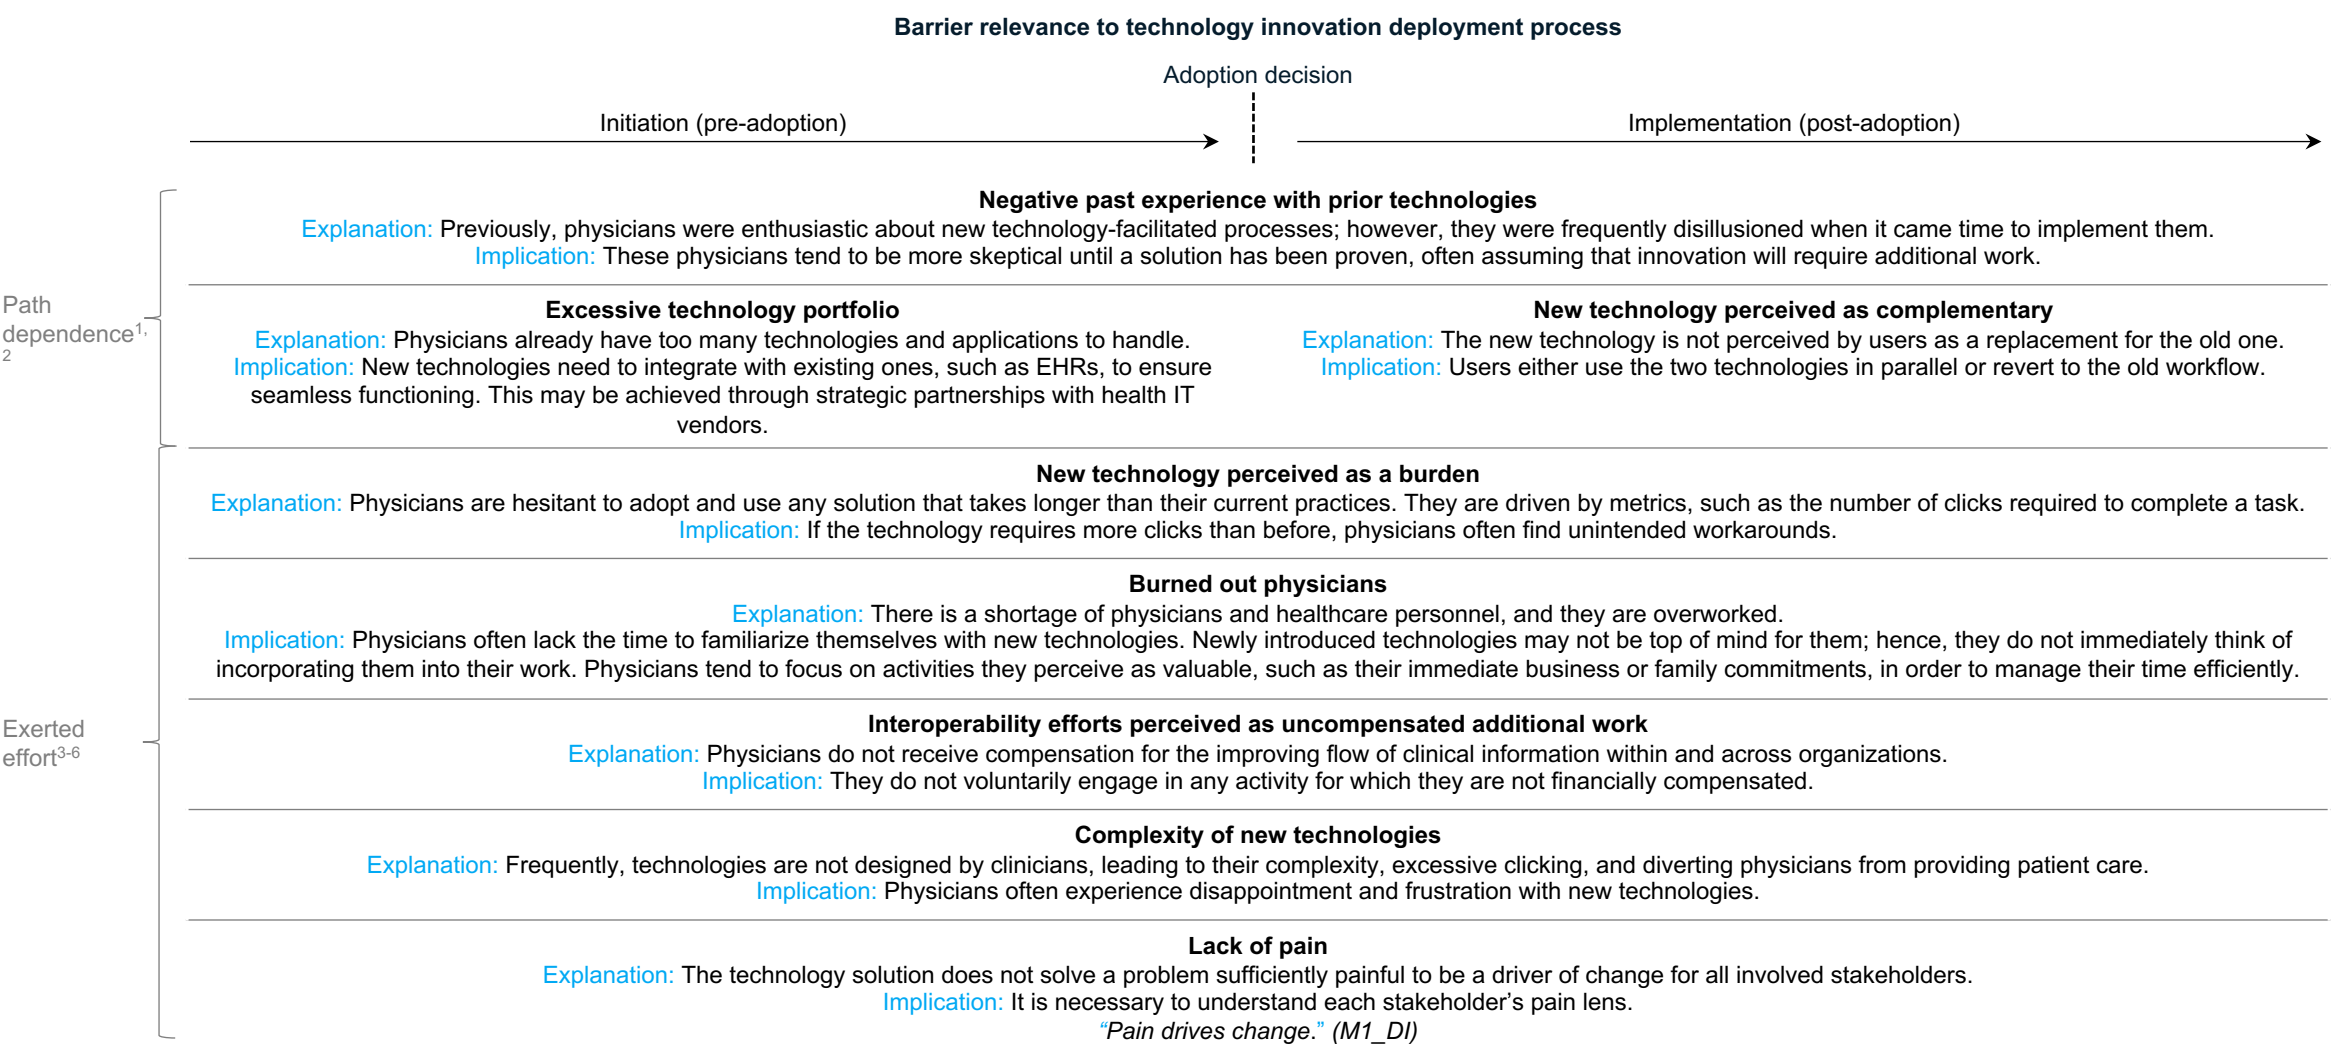 Barrier relevance to technology innovation deployment process
Adoption decision
Initiation (pre-adoption)
Implementation (post-adoption)
Path
dependence1,
2
Negative past experience with prior technologies
Explanation: Previously, physicians were enthusiastic about new technology-facilitated processes; however, they were frequently disillusioned when it came time to implement them.
Implication: These physicians tend to be more skeptical until a solution has been proven, often assuming that innovation will require additional work.
Excessive technology portfolio
Explanation: Physicians already have too many technologies and applications to handle.
Implication: New technologies need to integrate with existing ones, such as EHRs, to ensure
seamless functioning. This may be achieved through strategic partnerships with health IT
vendors.
New technology perceived as complementary
Explanation: The new technology is not perceived by users as a replacement for the old one.
Implication: Users either use the two technologies in parallel or revert to the old workflow.
Exerted
effort3-6
New technology perceived as a burden
Explanation: Physicians are hesitant to adopt and use any solution that takes longer than their current practices. They are driven by metrics, such as the number of clicks required to complete a task.
Implication: If the technology requires more clicks than before, physicians often find unintended workarounds.
Burned out physicians
Explanation: There is a shortage of physicians and healthcare personnel, and they are overworked.
Implication: Physicians often lack the time to familiarize themselves with new technologies. Newly introduced technologies may not be top of mind for them; hence, they do not immediately think of
incorporating them into their work. Physicians tend to focus on activities they perceive as valuable, such as their immediate business or family commitments, in order to manage their time efficiently.
Interoperability efforts perceived as uncompensated additional work
Explanation: Physicians do not receive compensation for the improving flow of clinical information within and across organizations.
Implication: They do not voluntarily engage in any activity for which they are not financially compensated.
Complexity of new technologies
Explanation: Frequently, technologies are not designed by clinicians, leading to their complexity, excessive clicking, and diverting physicians from providing patient care.
Implication: Physicians often experience disappointment and frustration with new technologies.
Lack of pain
Explanation: The technology solution does not solve a problem sufficiently painful to be a driver of change for all involved stakeholders.
Implication: It is necessary to understand each stakeholder’s pain lens.
“Pain drives change.” (M1_DI)